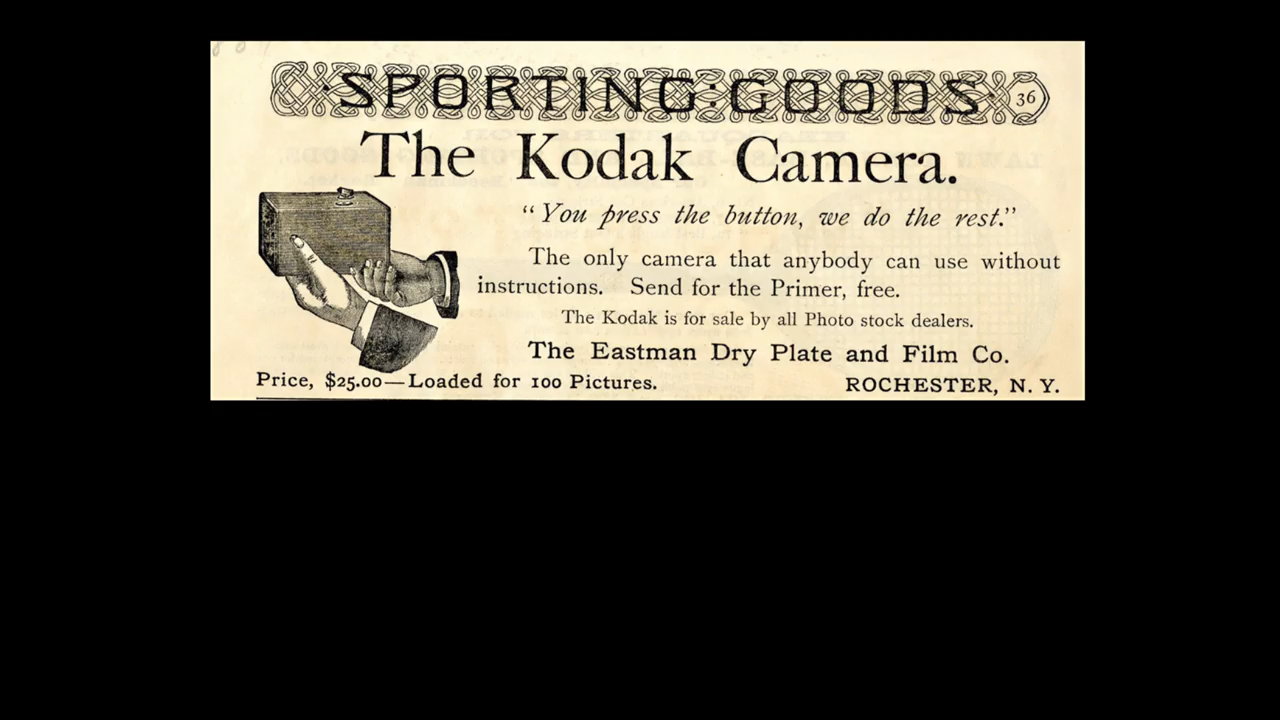 SPORTING:GOODS
36
The Kodak Camera.
"You press the button, we do the rest."
The only camera that anybody can use without
instructions. Send for the Primer, free.
The Kodak is for sale by all Photo stock dealers.
The Eastman Dry Plate and Film Co.
Price, $25.00—Loaded for 100 Pictures.
ROCHESTER, N. Y.